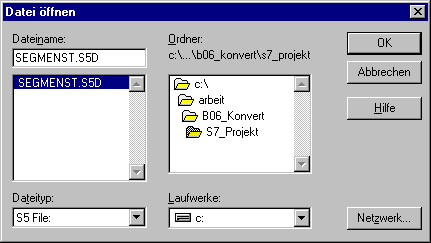 Datei öffnen
Dateiname:
SEGMENST.S5D
SEGMENST.S5D
Dateityp:
S5 File:
Ordner:
c:\...\b06_konvert\s7_projekt
c:\
arbeit
B06_Konvert
S7_Projekt
Laufwerke:
c:
OK
Abbrechen
Hilfe
Netzwerk...